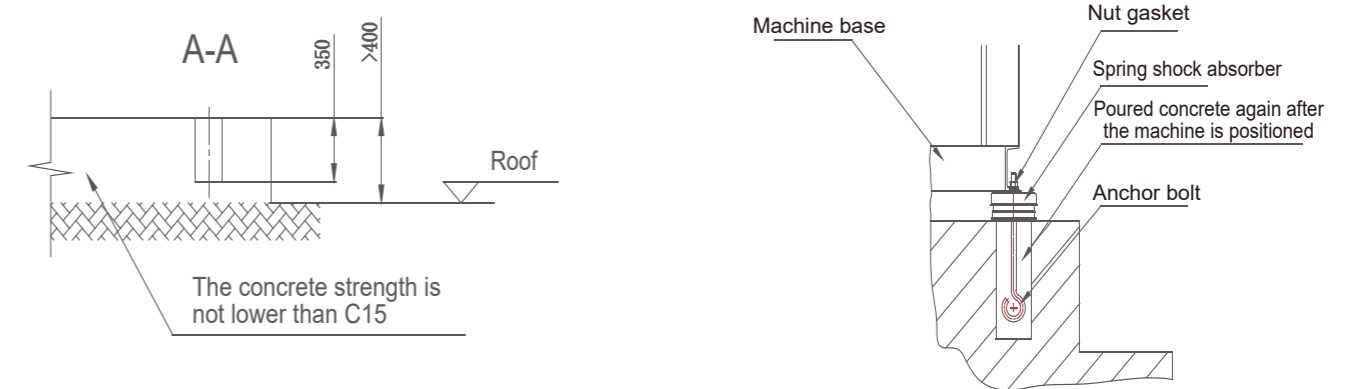 A-A
350
>400
Roof
The concrete strength is
not lower than C15
Machine base
Nut gasket
Spring shock absorber
Poured concrete again after
the machine is positioned
Anchor bolt